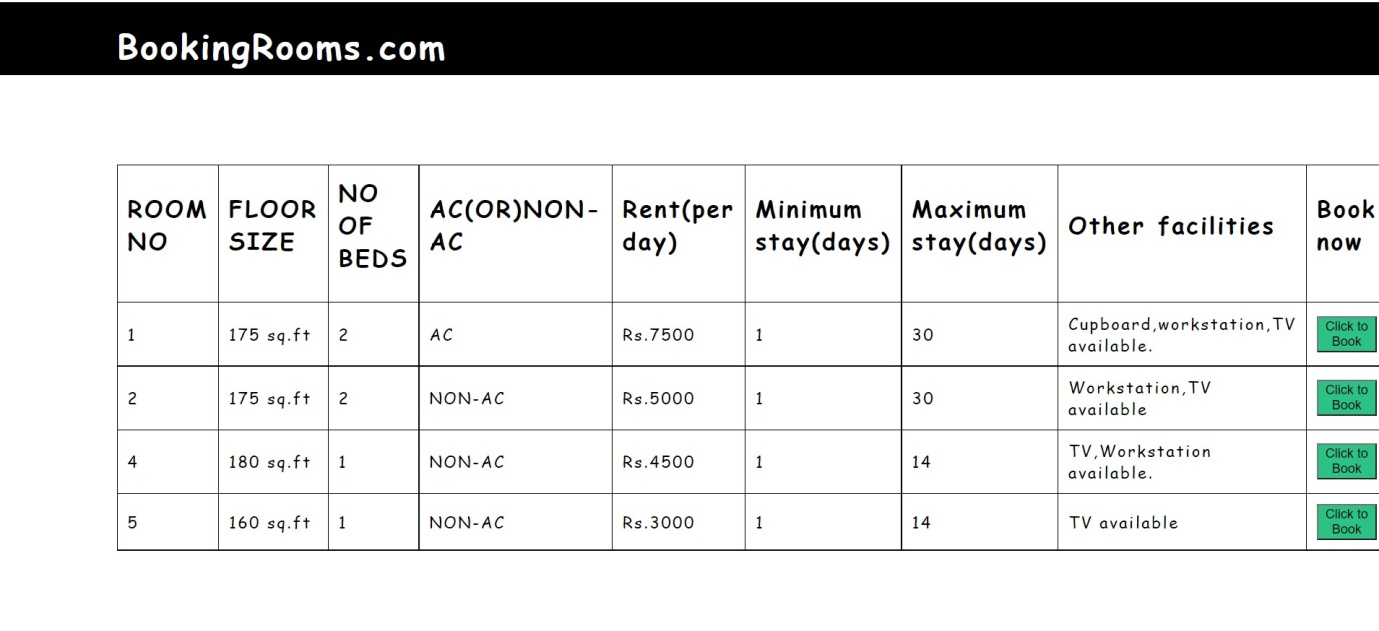 BookingRooms.com
ROOM NO FLOOR SIZE NO OF BEDS AC(OR)NON-AC Rent(per day) Minimum stay(days) Maximum stay(days) Other facilities Book now
1 175 sq.ft 2 AC Rs.7500 1 30 Cupboard,workstation,TV available. Click to Book
2 175 sq.ft 2 NON-AC Rs.5000 1 30 Workstation,TV available Click to Book
4 180 sq.ft 1 NON-AC Rs.4500 1 14 TV,Workstation available. Click to Book
5 160 sq.ft 1 NON-AC Rs.3000 1 14 TV available Click to Book